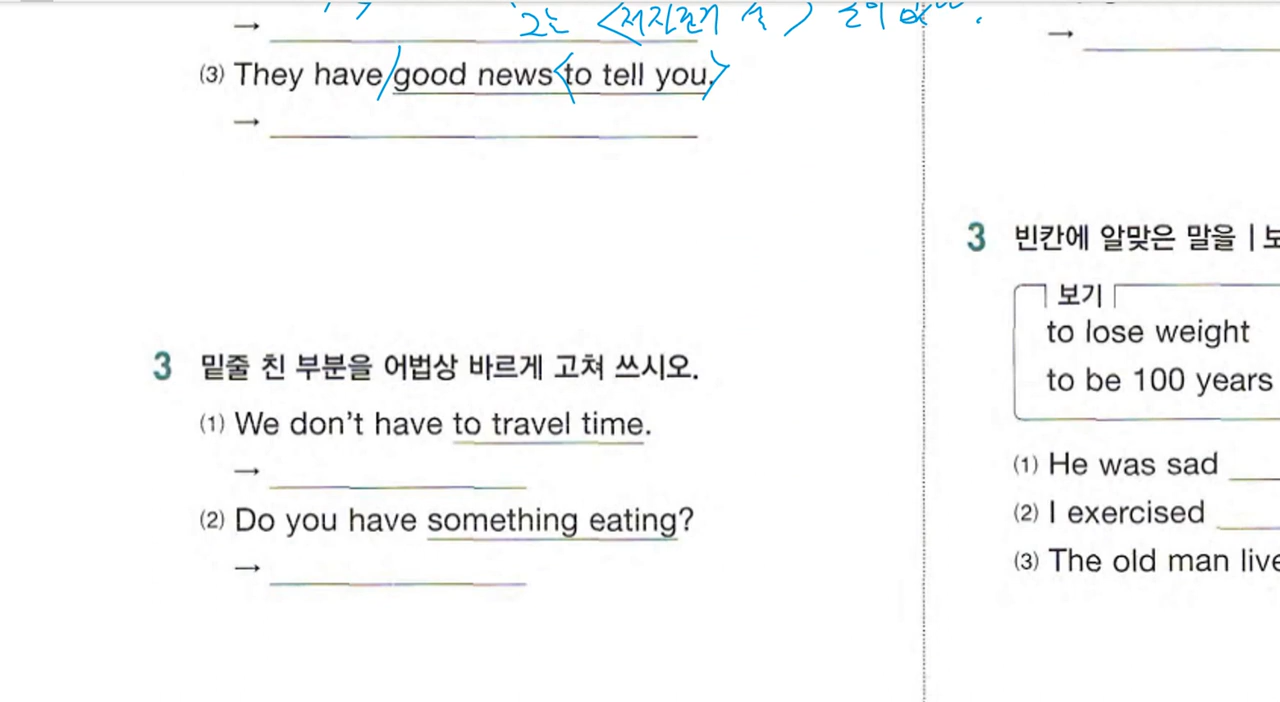 →
그는
(3) They have good news to tell you.
→
3 밑줄 친 부분을 어법상 바르게 고쳐 쓰시오.
(1) We don't have to travel time.
→
(2) Do you have something eating?
→
→
3 빈칸에 알맞은 말을 |
보기
to lose weight
to be 100 years
(1) He was sad
(2) I exercised
(3) The old man live